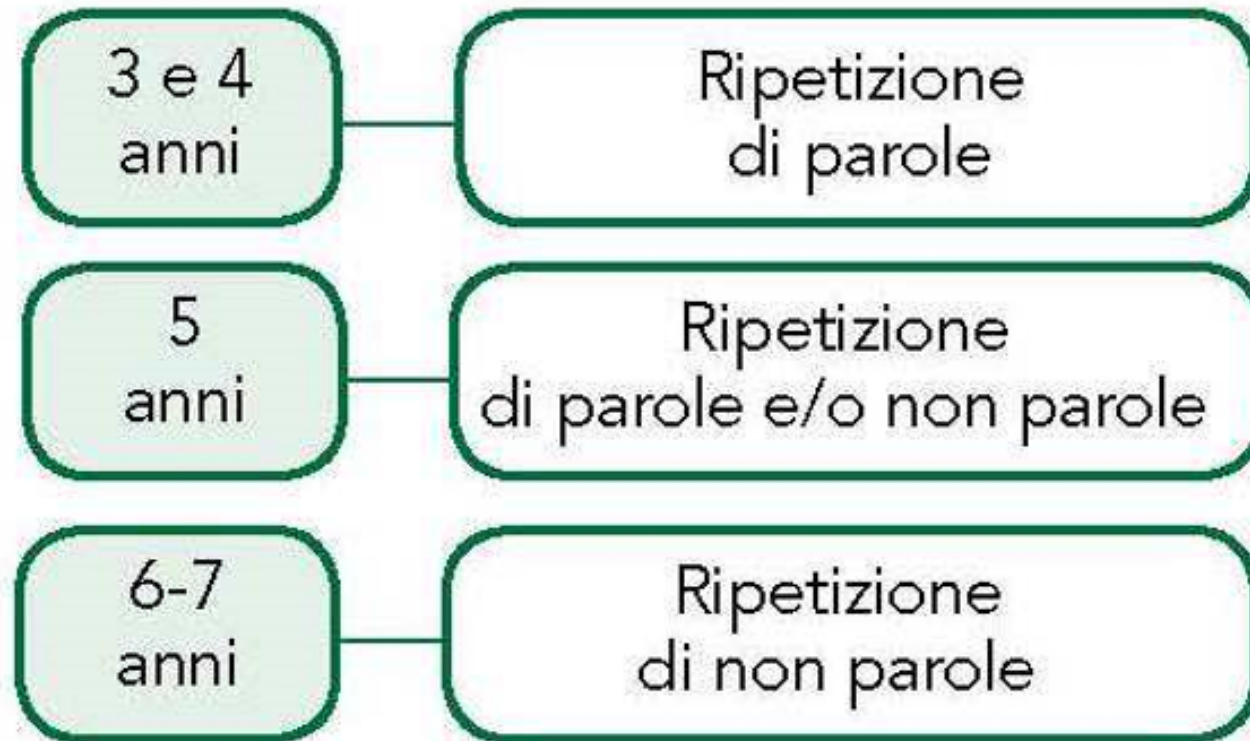 3 e 4
anni
Ripetizione
di parole
5
anni
Ripetizione
di parole e/o non parole
6-7
anni
Ripetizione
di non parole